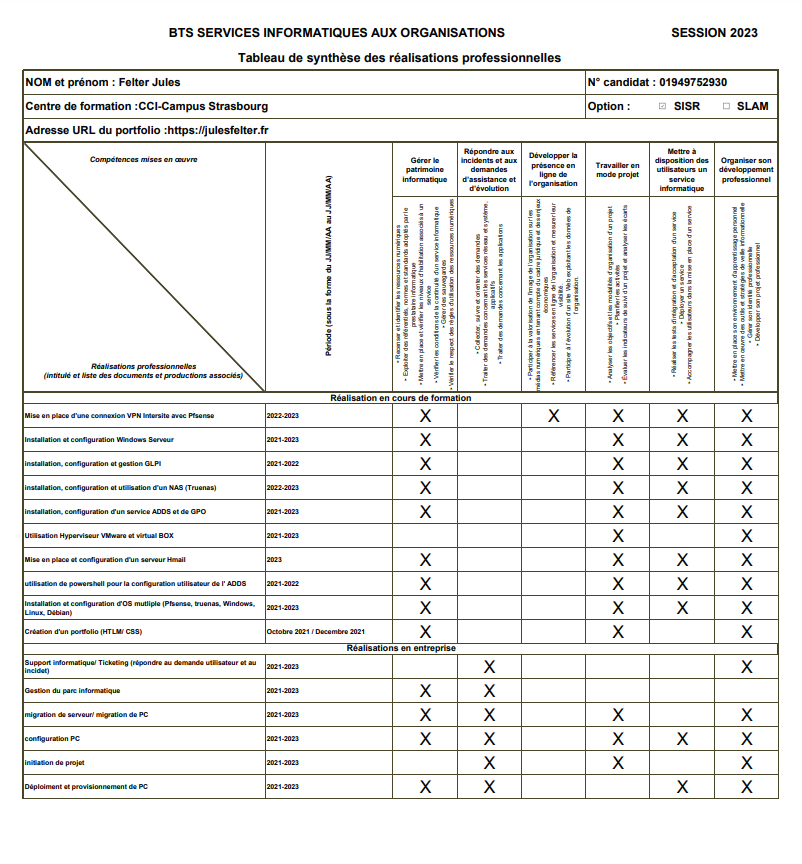 BTS SERVICES INFORMATIQUES AUX ORGANISATIONS SESSION 2023
Tableau de synthèse des réalisations professionnelles
NOM et prénom : Felter Jules N° candidat : 01949752930
Centre de formation :CCI-Campus Strasbourg Option : ☑ SISR ☐ SLAM
Adresse URL du portfolio :https://julesfelter.fr
Compétences mises en œuvre
Réalisations professionnelles
(intitulé et liste des documents et productions associés)
Période (sous la forme du JJ/MM/AA au JJ/MM/AA)
Gérer le
patrimoine
informatique
Répondre aux
incidents et aux
demandes
d'assistance et
d'évolution
Développer la
présence en
ligne de
l'organisation
Travailler en
mode projet
Mettre à
disposition des
utilisateurs un
service
informatique
Organiser son
développement
professionnel
• Recenser et identifier les ressources numériques
• Exploiter des référentiels, normes et standards adoptés par le
prestataire informatique
• Mettre en place et vérifier les niveaux d'habilitation associés à un
service
• Vérifier les conditions de la continuité d'un service informatique
• Gérer des sauvegardes
• Vérifier le respect des règles d'utilisation des ressources numériques
• Collecter, suivre et orienter des demandes
• Traiter des demandes concernant les services réseau et système,
applicatifs
• Traiter des demandes concernant les applications
• Participer à la valorisation de l'image de l'organisation sur les
médias numériques en tenant compte du cadre juridique et des enjeux
économiques
• Référencer les services en ligne de l'organisation et mesurer leur
visibilité.
• Participer à l'évolution d'un site Web exploitant les données de
l'organisation.
• Analyser les objectifs et les modalités d'organisation d'un projet
• Planifier les activités
• Évaluer les indicateurs de suivi d'un projet et analyser les écarts
• Réaliser les tests d'intégration et d'acceptation d'un service
• Déployer un service
• Accompagner les utilisateurs dans la mise en place d'un service
• Mettre en place son environnement d'apprentissage personnel
• Mettre en œuvre des outils et stratégies de veille informationnelle
• Gérer son identité professionnelle
• Développer son projet professionnel
Réalisation en cours de formation
Mise en place d'une connexion VPN Intersite avec Pfsense 2022-2023 X X X X X
Installation et configuration Windows Serveur 2021-2023 X X X X
installation, configuration et gestion GLPI 2021-2022 X X X X
installation, configuration et utilisation d'un NAS (Truenas) 2022-2023 X X X X
installation, configuration d'un service ADDS et de GPO 2021-2023 X X X X
Utilisation Hyperviseur VMware et virtual BOX 2021-2023 X X
Mise en place et configuration d'un serveur Hmail 2023 X X X X
utilisation de powershell pour la configuration utilisateur de l' ADDS 2021-2022 X X X X
Installation et configuration d'OS mutliple (Pfsense, truenas, Windows,
Linux, Débian) 2021-2023 X X X X
Création d'un portfolio (HTLM/ CSS) Octobre 2021 / Decembre 2021 X X X
Réalisations en entreprise
Support informatique/ Ticketing (répondre au demande utilisateur et au
incidet) 2021-2023 X X
Gestion du parc informatique 2021-2023 X X
migration de serveur/ migration de PC 2021-2023 X X X X
configuration PC 2021-2023 X X X X X
initiation de projet 2021-2023 X X X
Déploiment et provisionnement de PC 2021-2023 X X X X